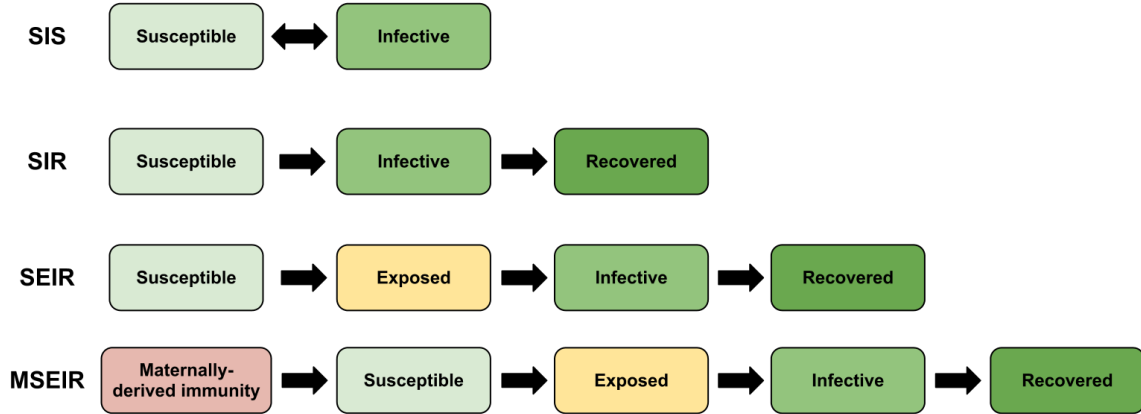 SIS
Susceptible
Infective
SIR
Susceptible
Infective
Recovered
SEIR
Susceptible
Exposed
Infective
Recovered
MSEIR
Maternally-
derived immunity
Susceptible
Exposed
Infective
Recovered